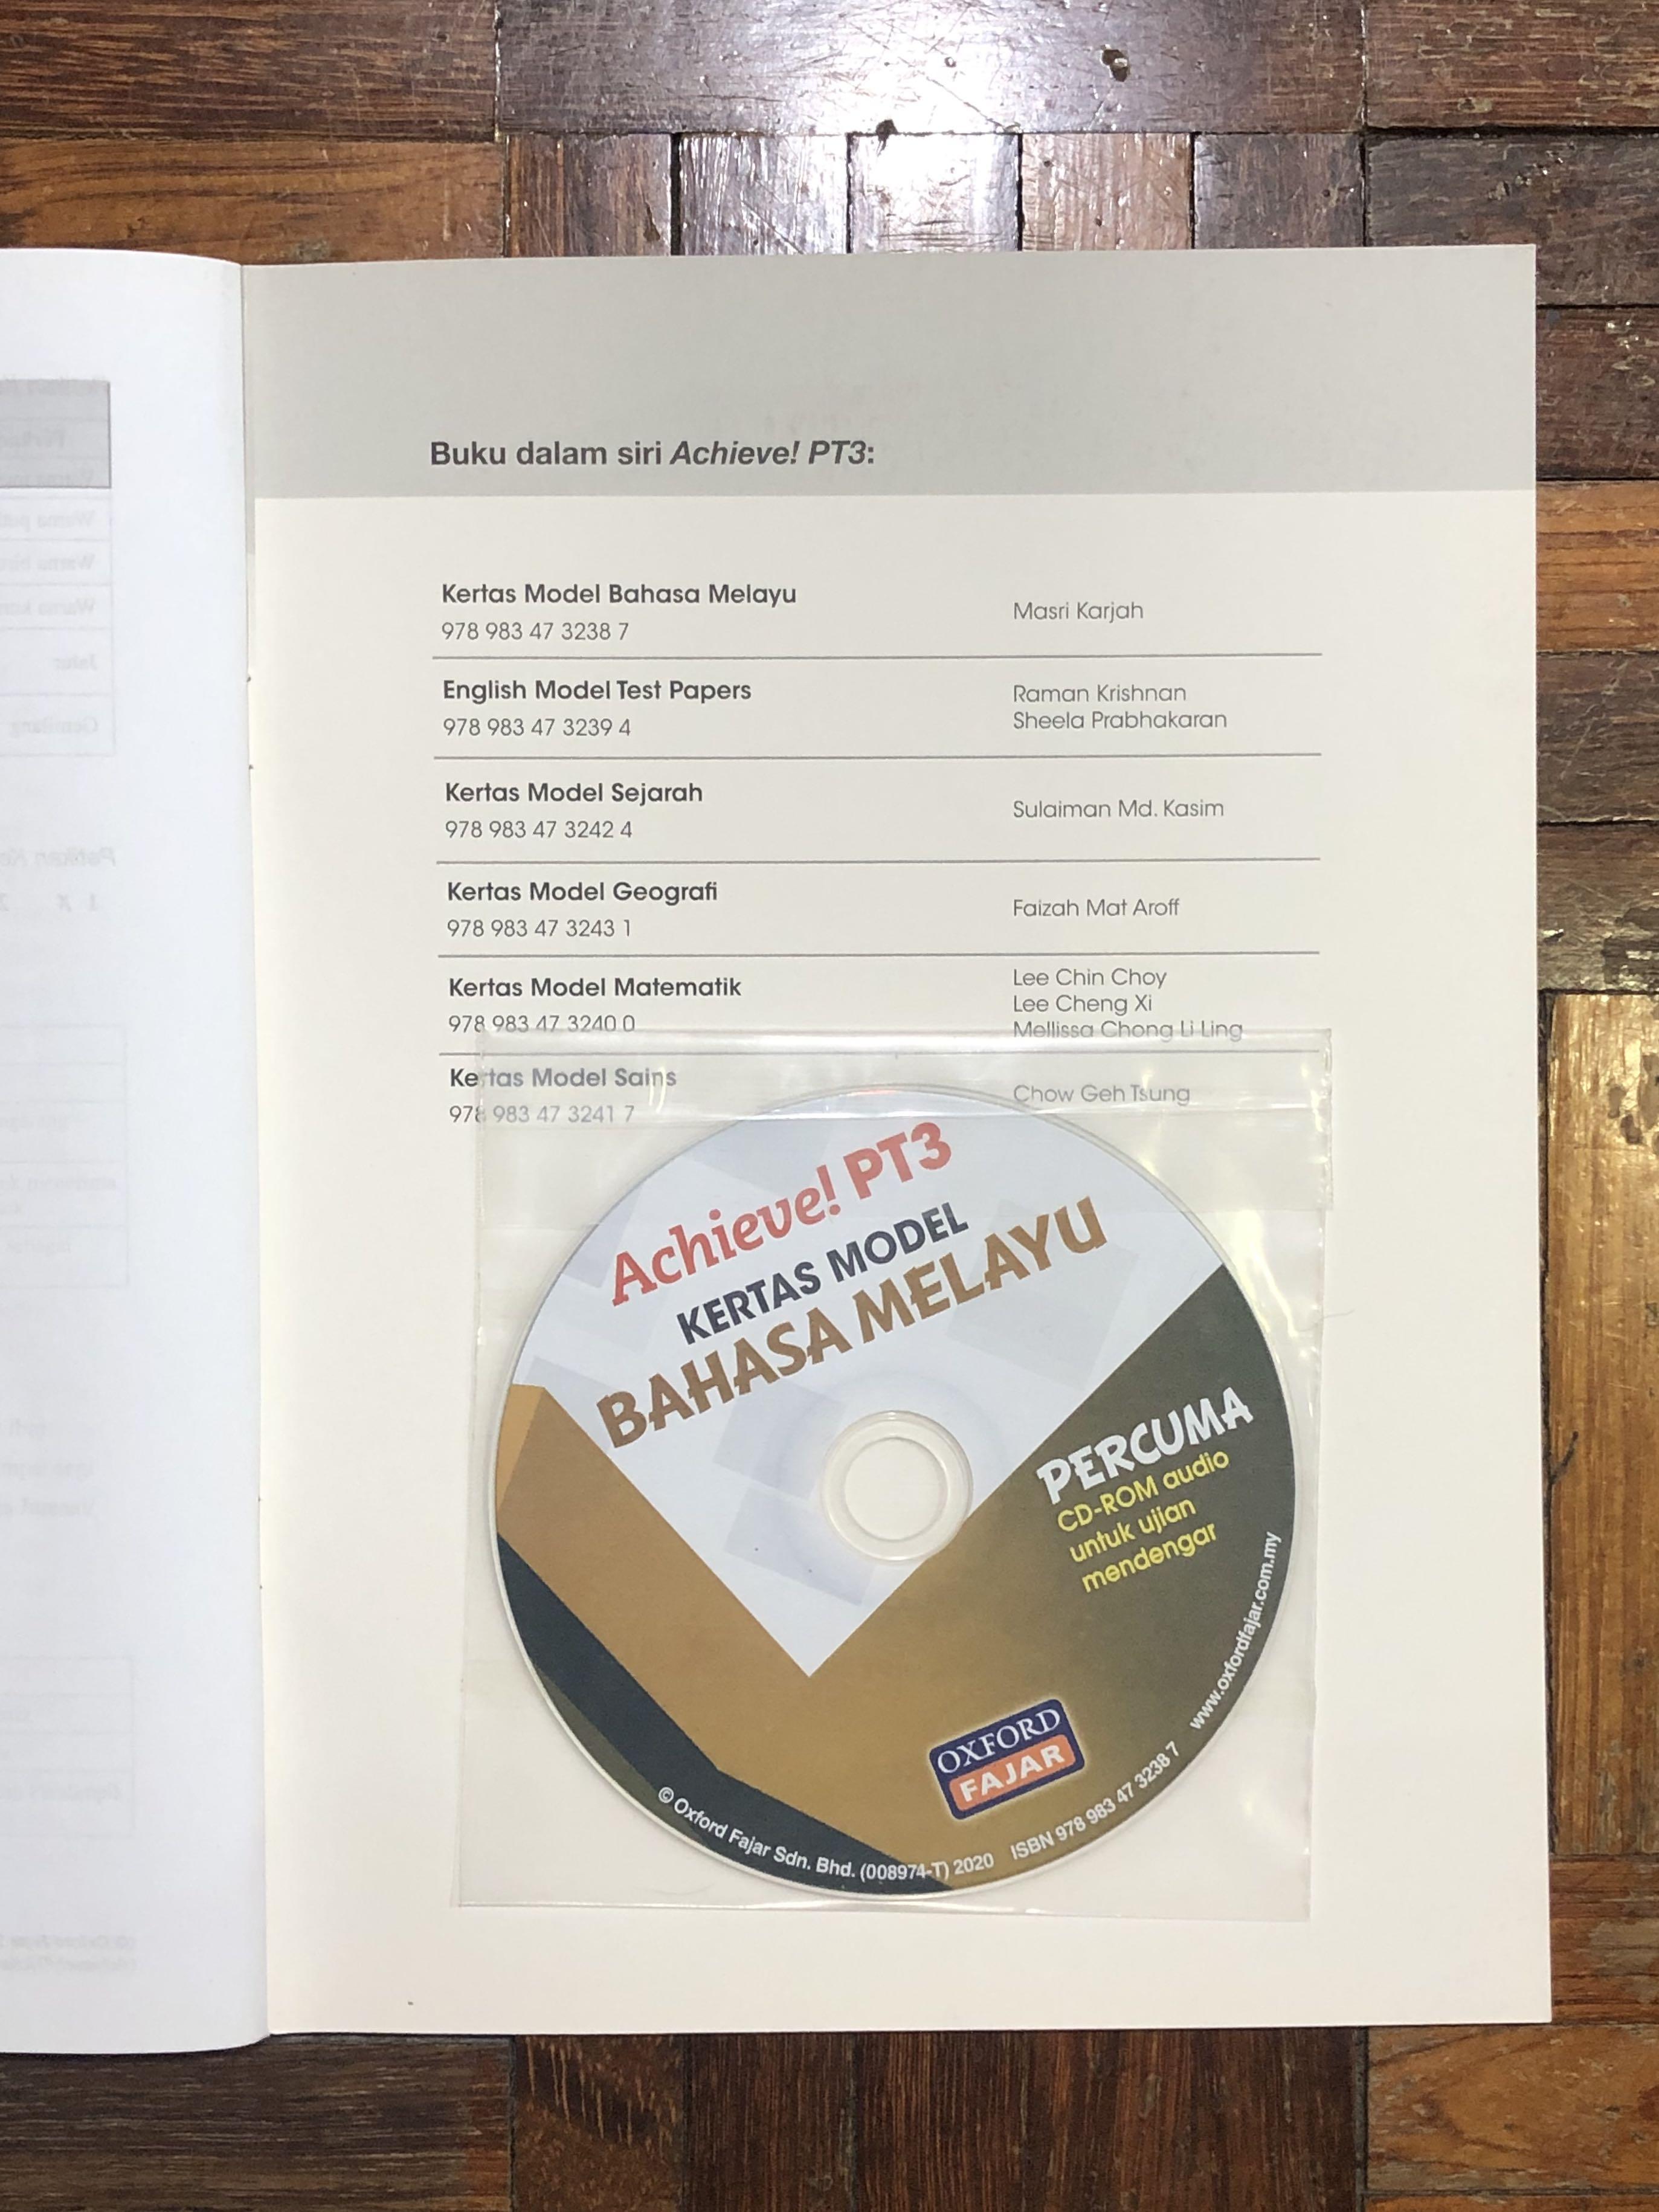 Buku dalam siri Achieve! PT3:
Kertas Model Bahasa Melayu
978 983 47 3238 7
Masri Karjah
English Model Test Papers
978 983 47 3239 4
Raman Krishnan
Sheela Prabhakaran
Kertas Model Sejarah
978 983 47 3242 4
Sulaiman Md. Kasim
Kertas Model Geografi
978 983 47 3243 1
Faizah Mat Aroff
Kertas Model Matematik
978 983 47 3240 0
Lee Chin Choy
Lee Cheng Xi
Mellissa Chong Li Ling
Kertas Model Sains
978 983 47 3241 7
Chow Geh Tsung
Achieve! PT3
KERTAS MODEL
BAHASA MELAYU
PERCUMA
CD-ROM audio
untuk ujian
mendengar
OXFORD
FAJAR
© Oxford Fajar Sdn. Bhd. (008974-T) 2020 ISBN 978 983 47 3238 7 www.oxfordfajar.com.my